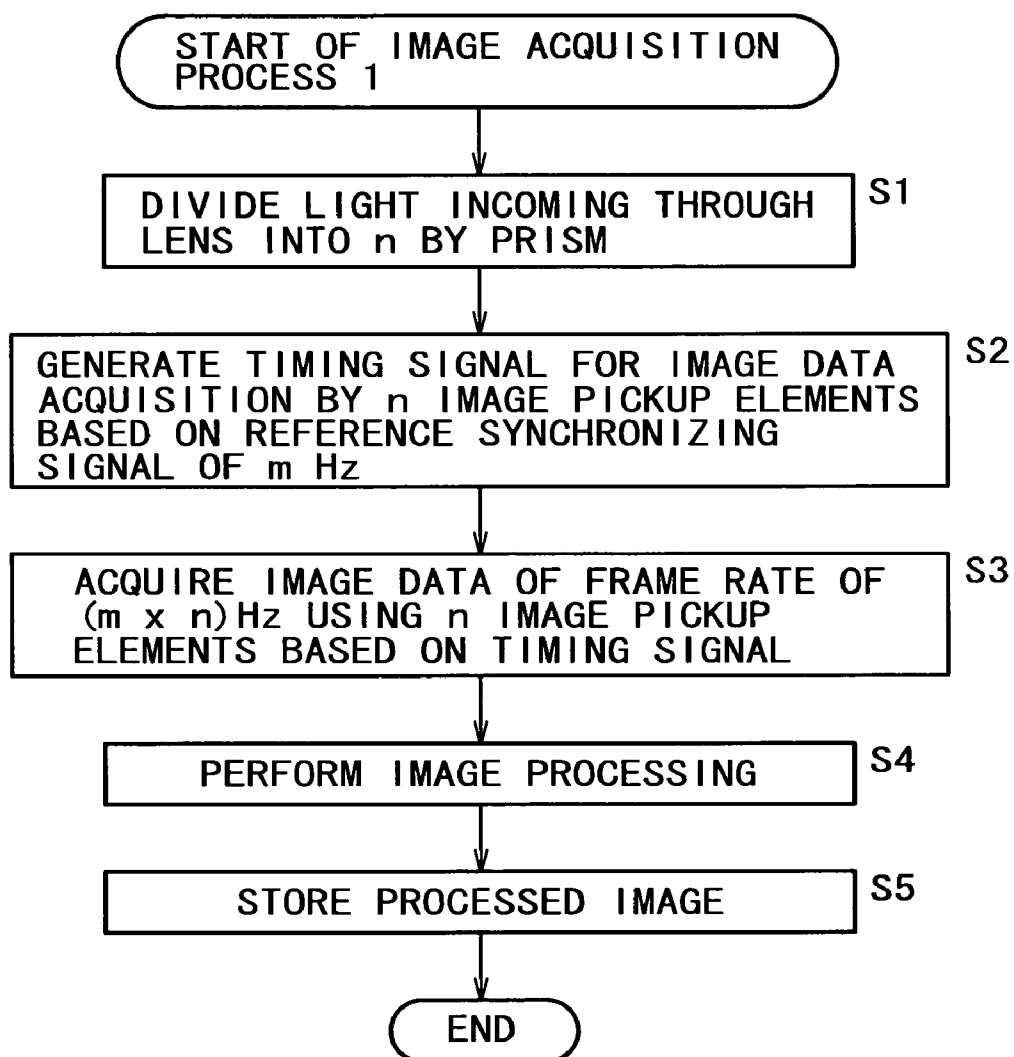 START OF IMAGE ACQUISITION
PROCESS 1
S1
DIVIDE LIGHT INCOMING THROUGH
LENS INTO n BY PRISM
S2
GENERATE TIMING SIGNAL FOR IMAGE DATA
ACQUISITION BY n IMAGE PICKUP ELEMENTS
BASED ON REFERENCE SYNCHRONIZING
SIGNAL OF m Hz
S3
ACQUIRE IMAGE DATA OF FRAME RATE OF
(m x n)Hz USING n IMAGE PICKUP
ELEMENTS BASED ON TIMING SIGNAL
S4
PERFORM IMAGE PROCESSING
S5
STORE PROCESSED IMAGE
END